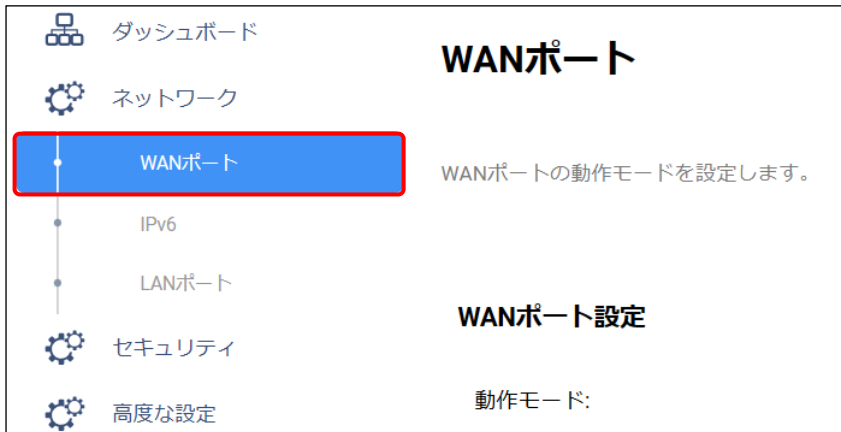 ダッシュボード
ネットワーク
WANポート
IPv6
LANポート
セキュリティ
高度な設定
WANポート
WANポートの動作モードを設定します。
WANポート設定
動作モード: